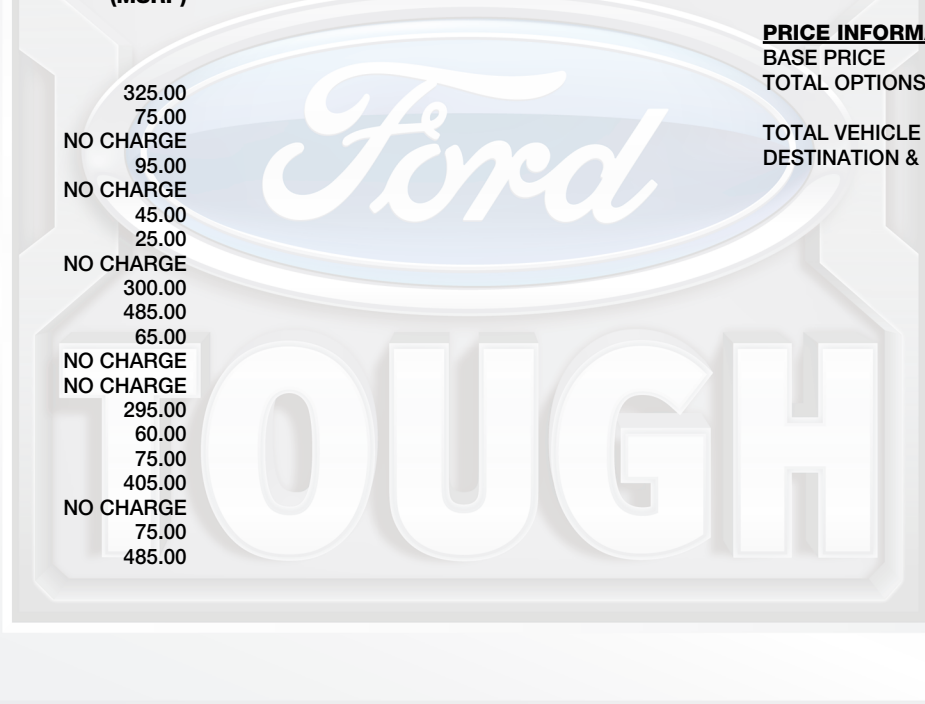 (MSRP)
325.00
75.00
NO CHARGE
95.00
NO CHARGE
45.00
25.00
NO CHARGE
300.00
485.00
65.00
NO CHARGE
NO CHARGE
295.00
60.00
75.00
405.00
NO CHARGE
75.00
485.00
PRICE INFORMA
BASE PRICE
TOTAL OPTIONS
TOTAL VEHICLE
DESTINATION &
Ford
TOUGH